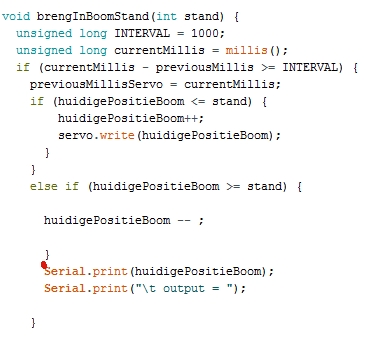 void brengInBoomStand(int stand) {
unsigned long INTERVAL = 1000;
unsigned long currentMillis = millis();
if (currentMillis - previousMillis >= INTERVAL) {
previousMillisServo = currentMillis;
if (huidigePositieBoom <= stand) {
huidigePositieBoom++;
servo.write(huidigePositieBoom);
}
}
else if (huidigePositieBoom >= stand) {
huidigePositieBoom -- ;
}
Serial.print(huidigePositieBoom);
Serial.print("\t output = ");
}